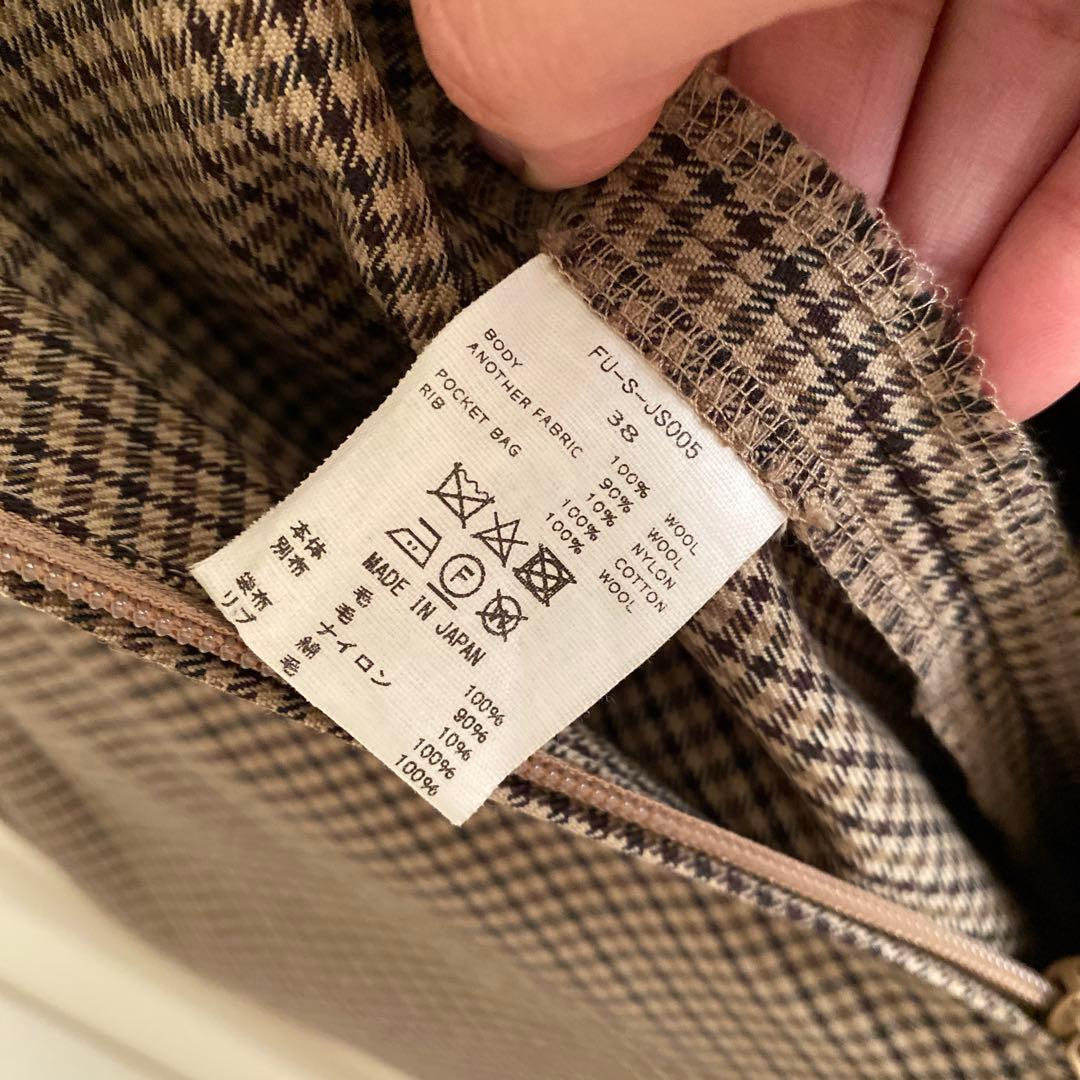 FU-S-JS005
38
BODY 100% WOOL
ANOTHER FABRIC 90% WOOL
10% NYLON
POCKET BAG 100% COTTON
RIB 100% WOOL
F
MADE IN JAPAN
本体 毛 100%
別布 毛 90%
ナイロン 10%
袋布 綿 100%
リブ 毛 100%